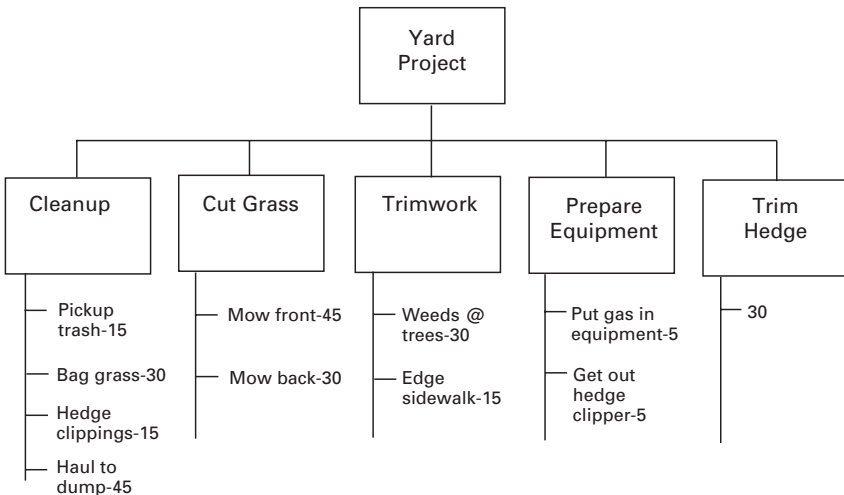 Yard
Project
Cleanup
Cut Grass
Trimwork
Prepare
Equipment
Trim
Hedge
Pickup
trash-15
Bag grass-30
Hedge
clippings-15
Haul to
dump-45
Mow front-45
Mow back-30
Weeds @
trees-30
Edge
sidewalk-15
Put gas in
equipment-5
Get out
hedge
clipper-5
30